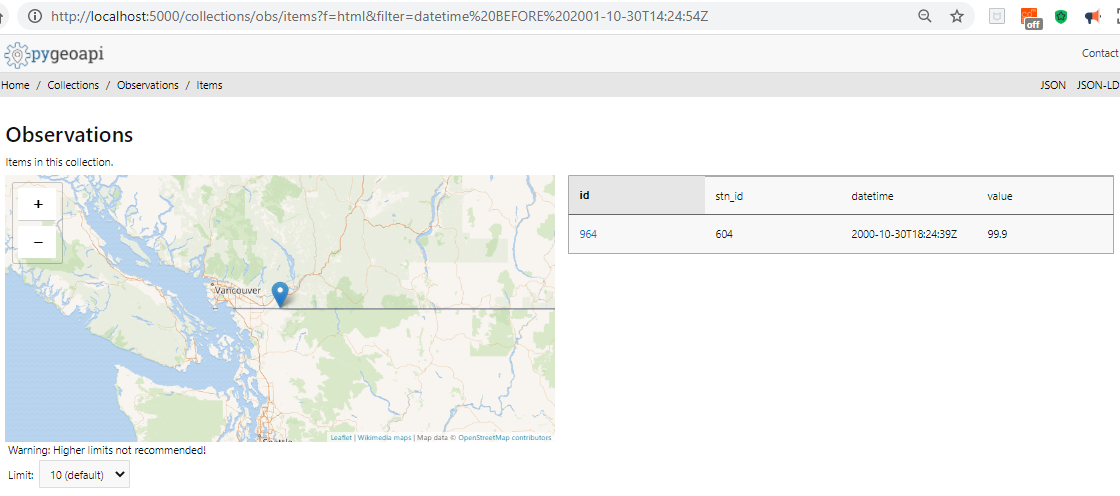 http://localhost:5000/collections/obs/items?f=html&filter=datetime%20BEFORE%202001-10-30T14:24:54Z
off
pygeoapi
Contact
Home / Collections / Observations / Items
JSON JSON-LD
Observations
Items in this collection.
+
−
Vancouver
Seattle
Leaflet | Wikimedia maps | Map data © OpenStreetMap contributors
id stn_id datetime value
964 604 2000-10-30T18:24:39Z 99.9
Warning: Higher limits not recommended!
Limit: 10 (default)